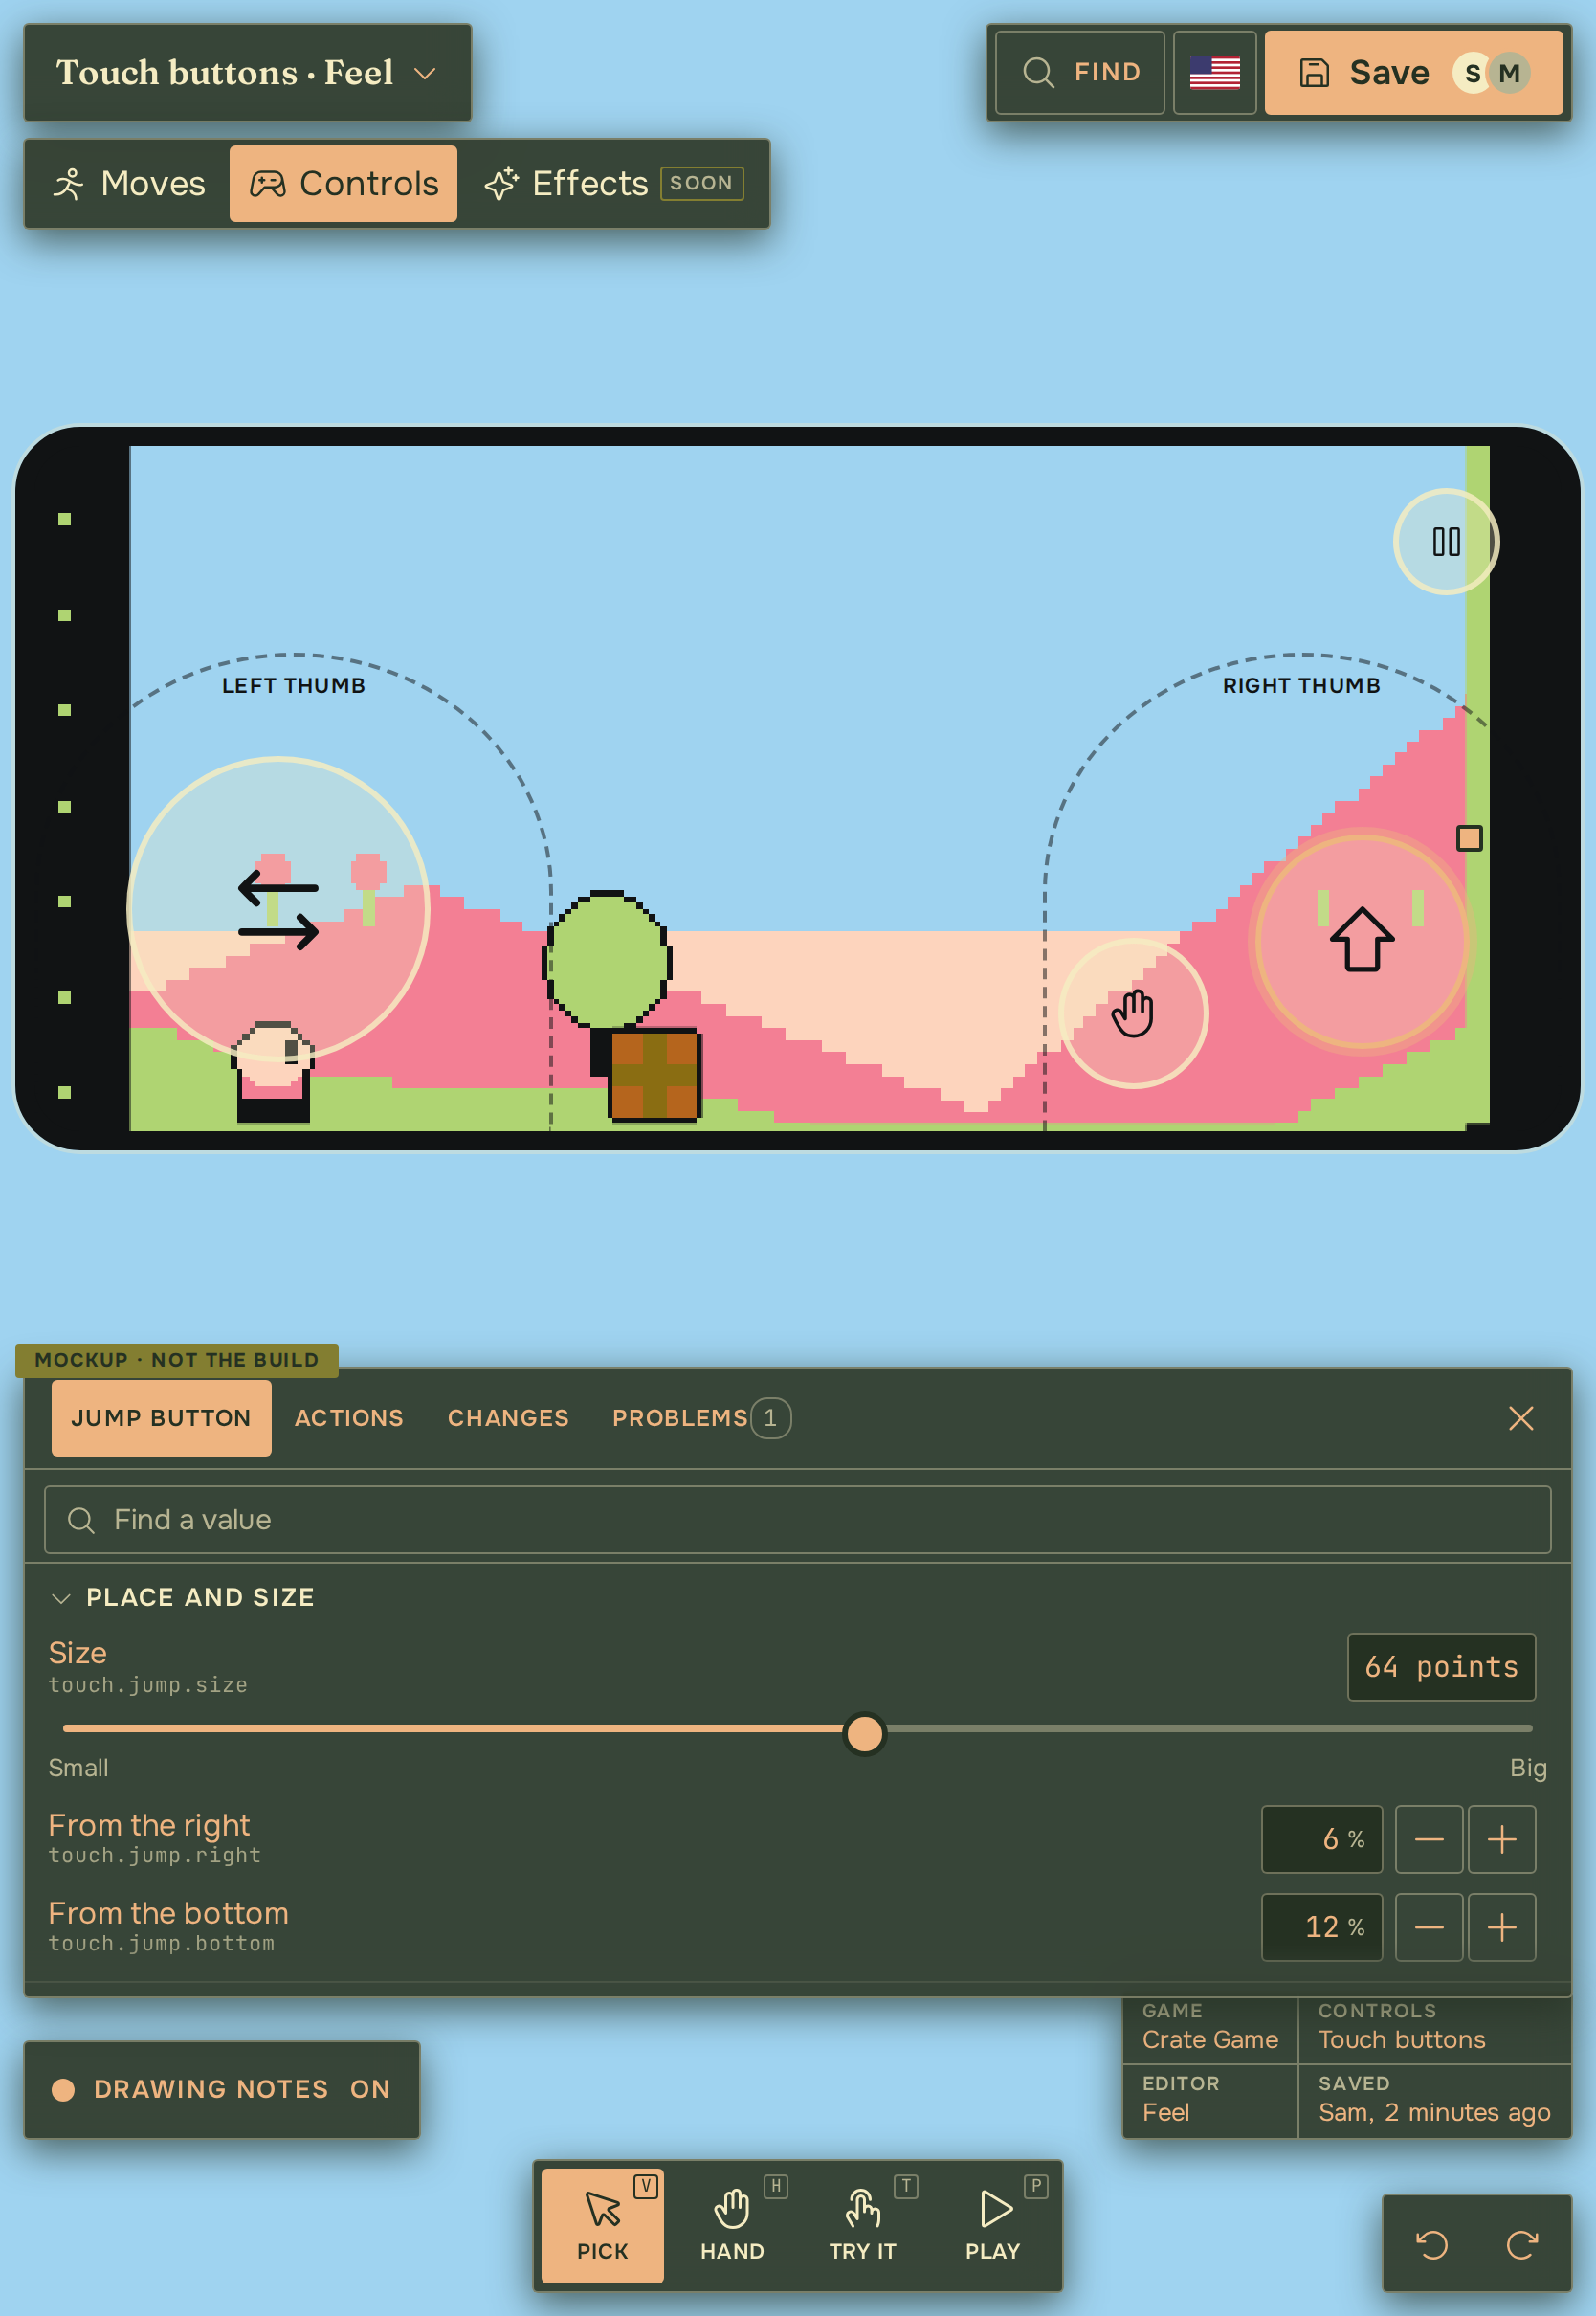 Touch buttons · Feel
FIND
Save
S
M
Moves
Controls
Effects
SOON
LEFT THUMB
RIGHT THUMB
MOCKUP · NOT THE BUILD
JUMP BUTTON
ACTIONS
CHANGES
PROBLEMS 1
Find a value
PLACE AND SIZE
Size
touch.jump.size
64 points
Small
Big
From the right
touch.jump.right
6 %
From the bottom
touch.jump.bottom
12 %
GAME
Crate Game
CONTROLS
Touch buttons
EDITOR
Feel
SAVED
Sam, 2 minutes ago
DRAWING NOTES ON
V
PICK
H
HAND
T
TRY IT
P
PLAY